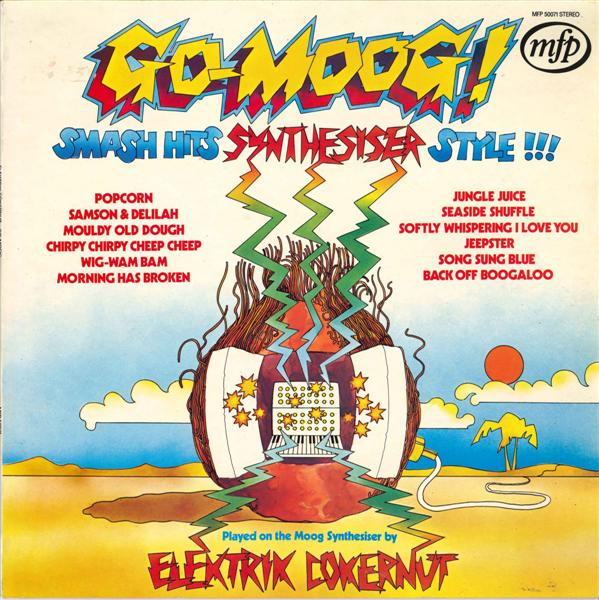 MFP 50071 STEREO
mfp
GO-MOOG!
SMASH HITS SYNTHESISER STYLE !!!
POPCORN
SAMSON & DELILAH
MOULDY OLD DOUGH
CHIRPY CHIRPY CHEEP CHEEP
WIG-WAM BAM
MORNING HAS BROKEN
JUNGLE JUICE
SEASIDE SHUFFLE
SOFTLY WHISPERING I LOVE YOU
JEEPSTER
SONG SUNG BLUE
BACK OFF BOOGALOO
Played on the Moog Synthesiser by
ELEKTRIK COKERNUT